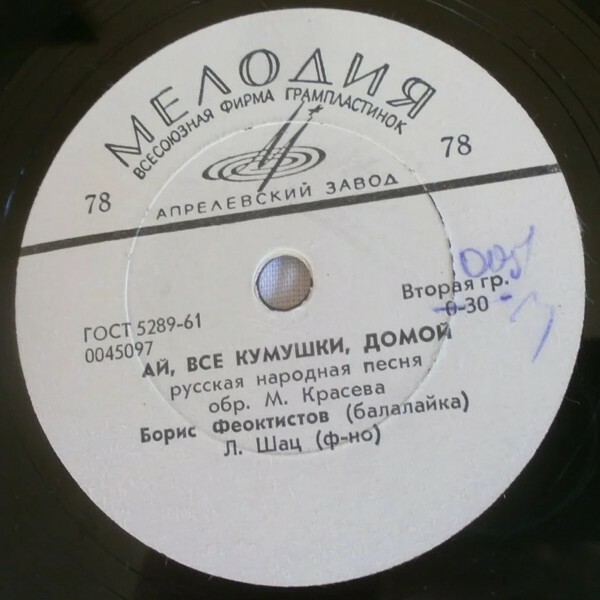 МЕЛОДИЯ
ВСЕСОЮЗНАЯ ФИРМА ГРАМПЛАСТИНОК
78 78
АПРЕЛЕВСКИЙ ЗАВОД
Вторая гр.
0-30
ГОСТ 5289-61
0045097
АЙ, ВСЕ КУМУШКИ, ДОМОЙ
русская народная песня
обр. М. Красева
Борис Феоктистов (балалайка)
Л. Шац (ф-но)